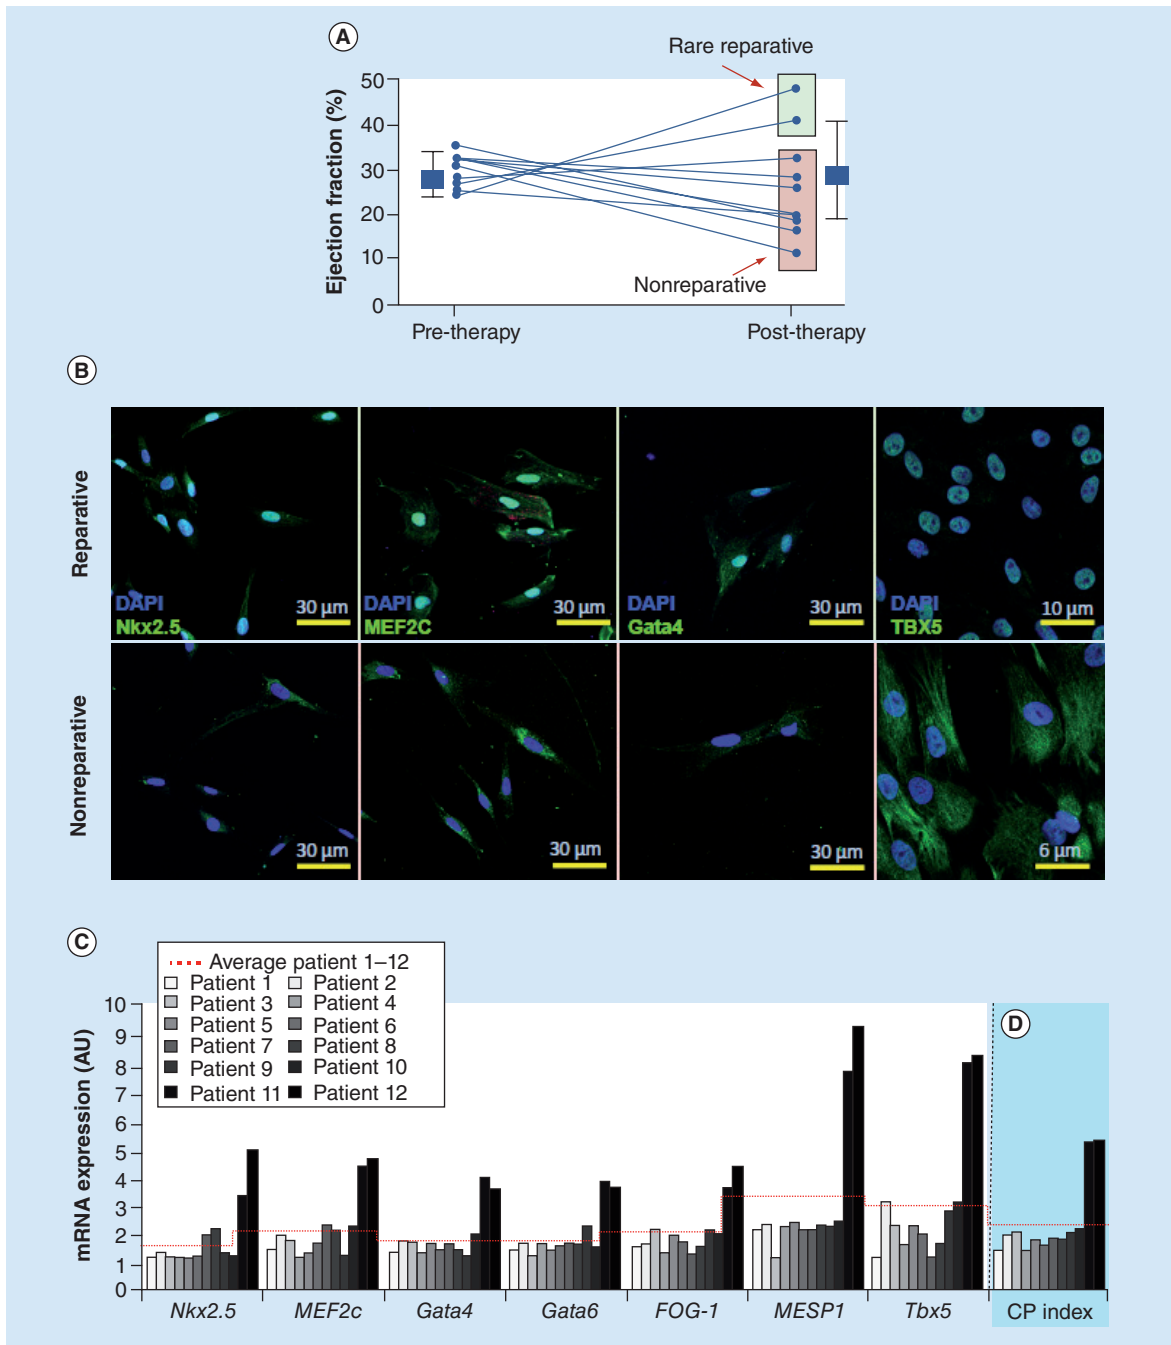 A
Rare reparative
50
40
30
20
10
0
Ejection fraction (%)
Nonreparative
Pre-therapy
Post-therapy
B
Reparative
DAPI
Nkx2.5
30 µm
DAPI
MEF2C
30 µm
DAPI
Gata4
30 µm
DAPI
TBX5
10 µm
Nonreparative
30 µm
30 µm
30 µm
6 µm
C
Average patient 1–12
Patient 1
Patient 2
Patient 3
Patient 4
Patient 5
Patient 6
Patient 7
Patient 8
Patient 9
Patient 10
Patient 11
Patient 12
D
10
9
8
7
6
5
4
3
2
1
0
mRNA expression (AU)
Nkx2.5
MEF2c
Gata4
Gata6
FOG-1
MESP1
Tbx5
CP index